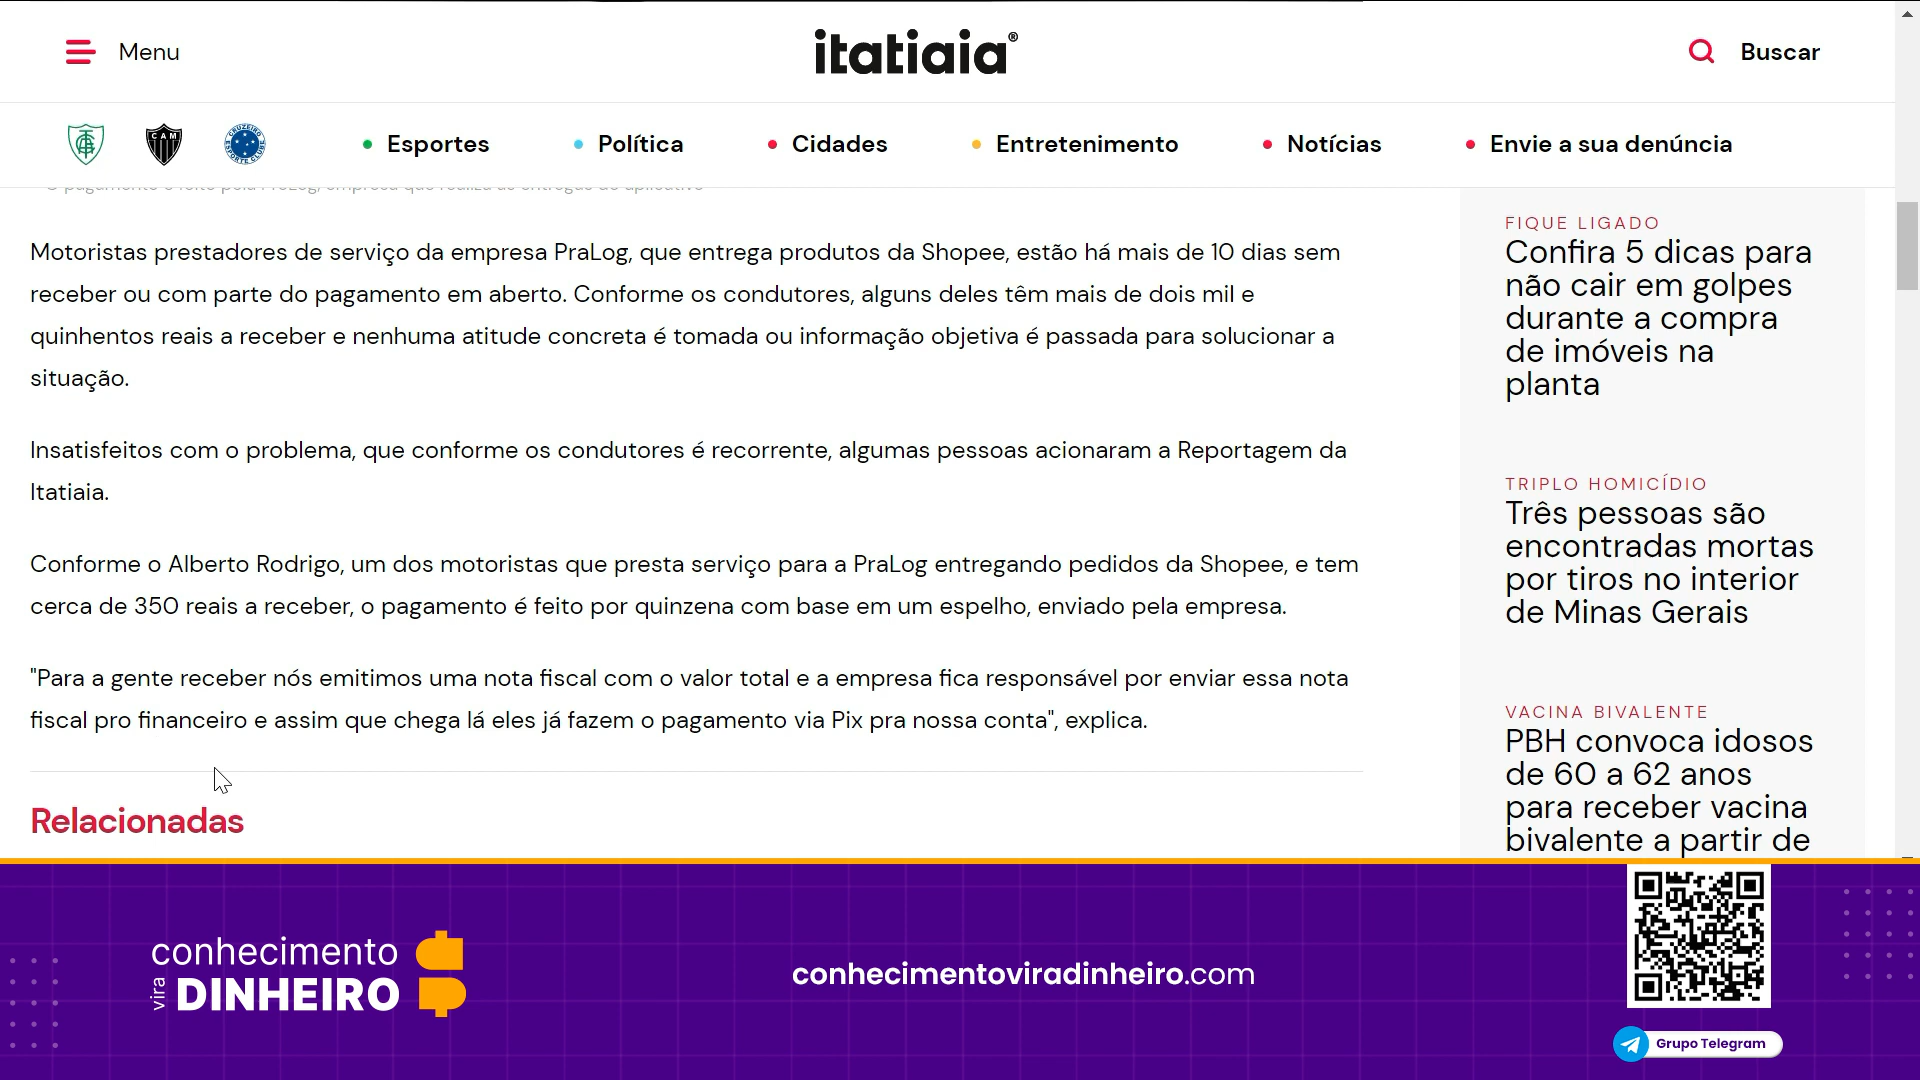 Menu
itatiaia®
Buscar
CAM
CRUZEIRO
ESPORTE CLUBE
Esportes
Política
Cidades
Entretenimento
Notícias
Envie a sua denúncia
Motoristas prestadores de serviço da empresa PraLog, que entrega produtos da Shopee, estão há mais de 10 dias sem
receber ou com parte do pagamento em aberto. Conforme os condutores, alguns deles têm mais de dois mil e
quinhentos reais a receber e nenhuma atitude concreta é tomada ou informação objetiva é passada para solucionar a
situação.
Insatisfeitos com o problema, que conforme os condutores é recorrente, algumas pessoas acionaram a Reportagem da
Itatiaia.
Conforme o Alberto Rodrigo, um dos motoristas que presta serviço para a PraLog entregando pedidos da Shopee, e tem
cerca de 350 reais a receber, o pagamento é feito por quinzena com base em um espelho, enviado pela empresa.
"Para a gente receber nós emitimos uma nota fiscal com o valor total e a empresa fica responsável por enviar essa nota
fiscal pro financeiro e assim que chega lá eles já fazem o pagamento via Pix pra nossa conta", explica.
Relacionadas
FIQUE LIGADO
Confira 5 dicas para
não cair em golpes
durante a compra
de imóveis na
planta
TRIPLO HOMICÍDIO
Três pessoas são
encontradas mortas
por tiros no interior
de Minas Gerais
VACINA BIVALENTE
PBH convoca idosos
de 60 a 62 anos
para receber vacina
bivalente a partir de
conhecimento
vira
DINHEIRO
conhecimentoviradinheiro.com
Grupo Telegram